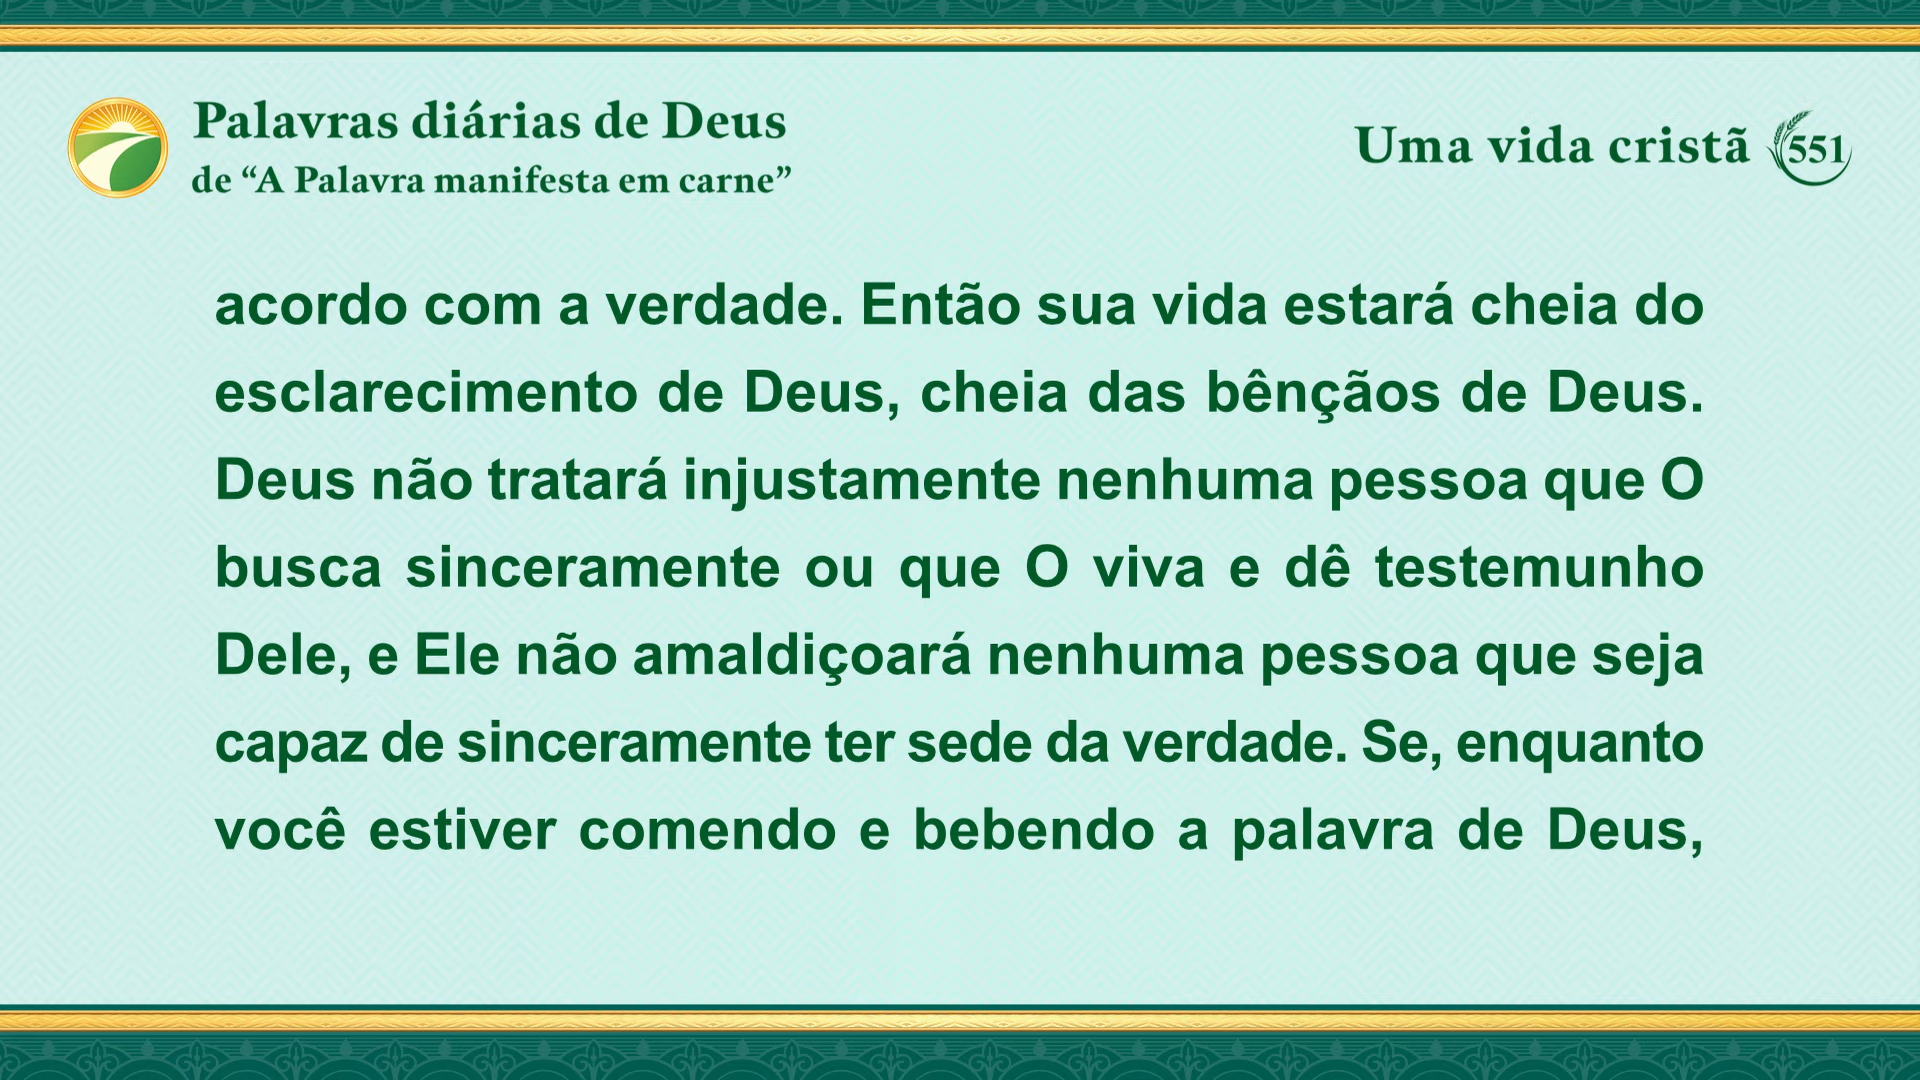 Palavras diárias de Deus
de “A Palavra manifesta em carne”
Uma vida cristã 551
acordo com a verdade. Então sua vida estará cheia do
esclarecimento de Deus, cheia das bênçãos de Deus.
Deus não tratará injustamente nenhuma pessoa que O
busca sinceramente ou que O viva e dê testemunho
Dele, e Ele não amaldiçoará nenhuma pessoa que seja
capaz de sinceramente ter sede da verdade. Se, enquanto
você estiver comendo e bebendo a palavra de Deus,